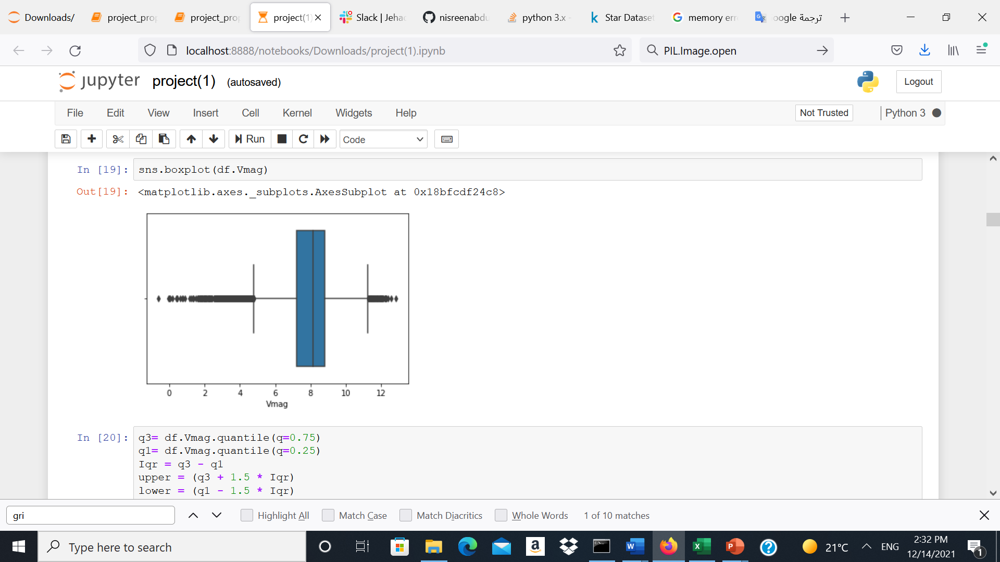 Downloads/
project_prop
project_prop
project(1)
Slack | Jehad
nisreenabdu
python 3.x -
Star Dataset
memory erro
ترجمة oogle
localhost:8888/notebooks/Downloads/project(1).ipynb
PIL.Image.open
jupyter project(1) (autosaved)
Logout
File Edit View Insert Cell Kernel Widgets Help
Not Trusted
Python 3
Run
Code
In [19]: sns.boxplot(df.Vmag)
Out[19]: <matplotlib.axes._subplots.AxesSubplot at 0x18bfcdf24c8>
0 2 4 6 8 10 12
Vmag
In [20]: q3= df.Vmag.quantile(q=0.75)
q1= df.Vmag.quantile(q=0.25)
Iqr = q3 - q1
upper = (q3 + 1.5 * Iqr)
lower = (q1 - 1.5 * Iqr)
gri
Highlight All Match Case Match Diacritics Whole Words 1 of 10 matches
Type here to search
21°C
ENG
2:32 PM
12/14/2021
1